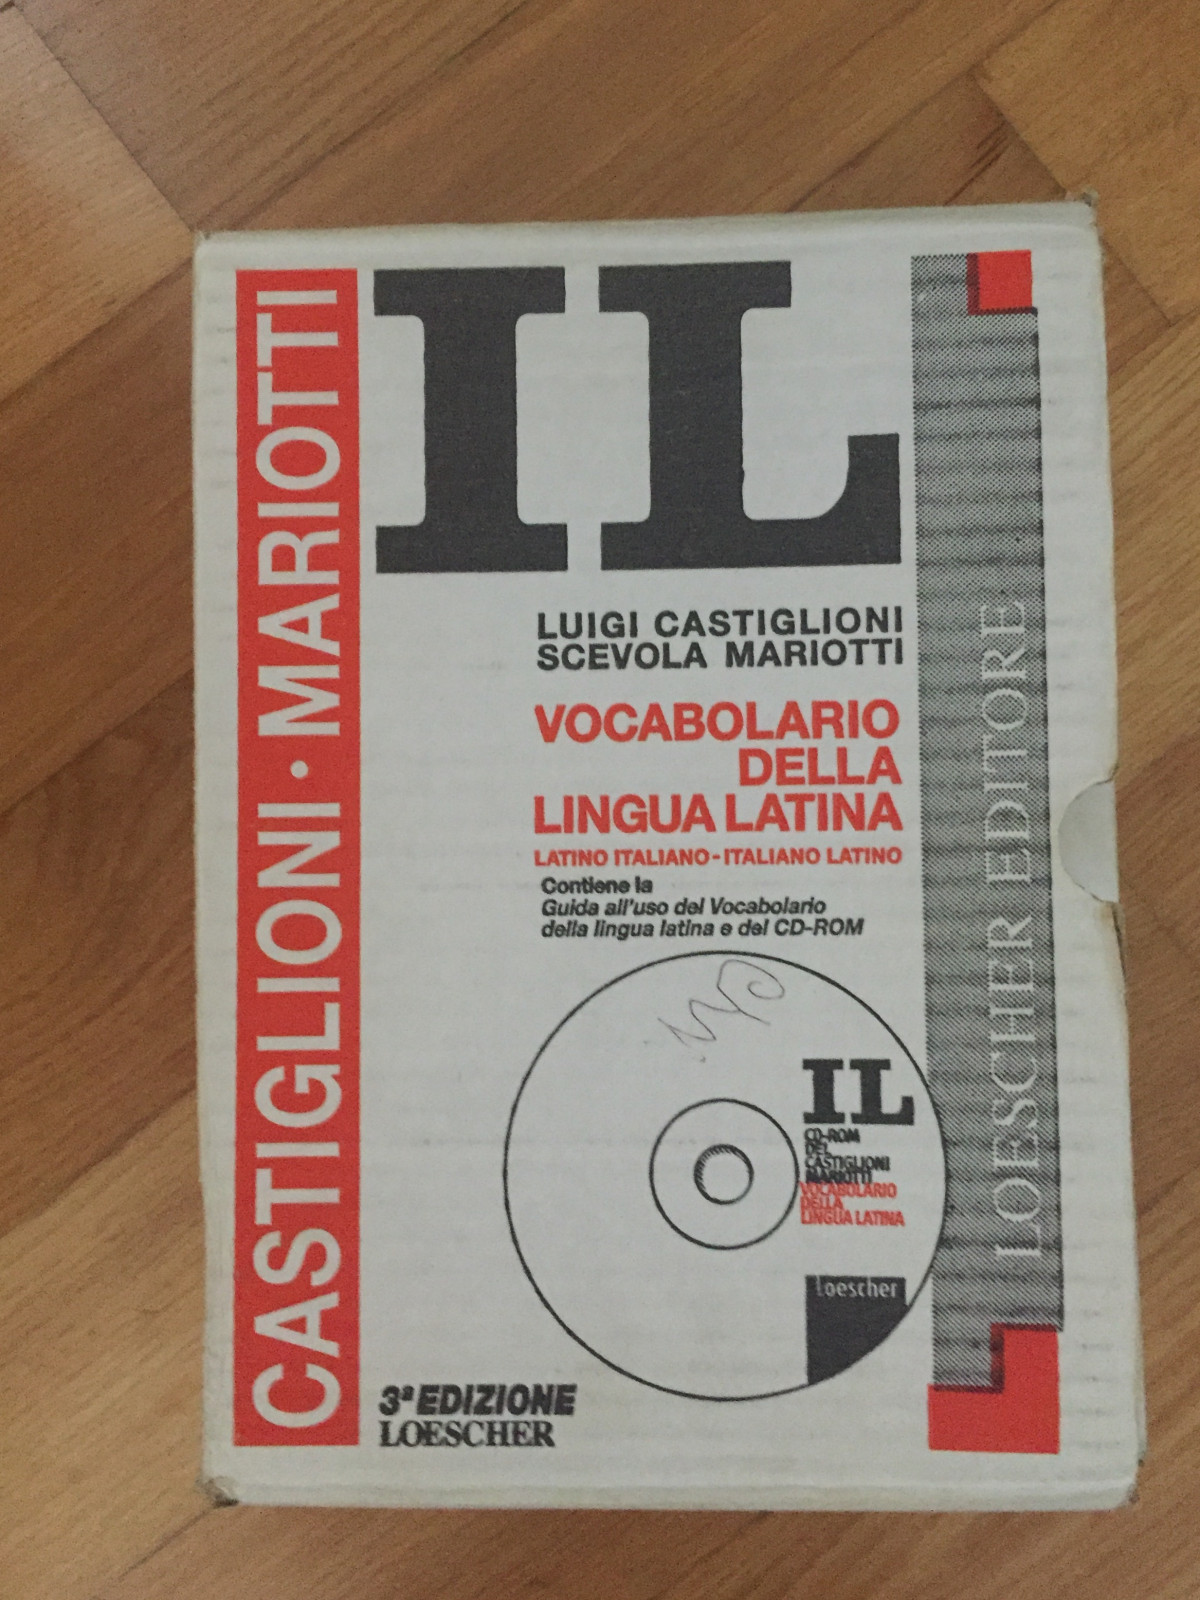 CASTIGLIONI · MARIOTTI
IL
LUIGI CASTIGLIONI
SCEVOLA MARIOTTI
VOCABOLARIO
DELLA
LINGUA LATINA
LATINO ITALIANO - ITALIANO LATINO
Contiene la
Guida all'uso del Vocabolario
della lingua latina e del CD-ROM
IL
CD-ROM
DEL
CASTIGLIONI
MARIOTTI
VOCABOLARIO
DELLA
LINGUA LATINA
loescher
3ª EDIZIONE
LOESCHER
LOESCHER EDITORE